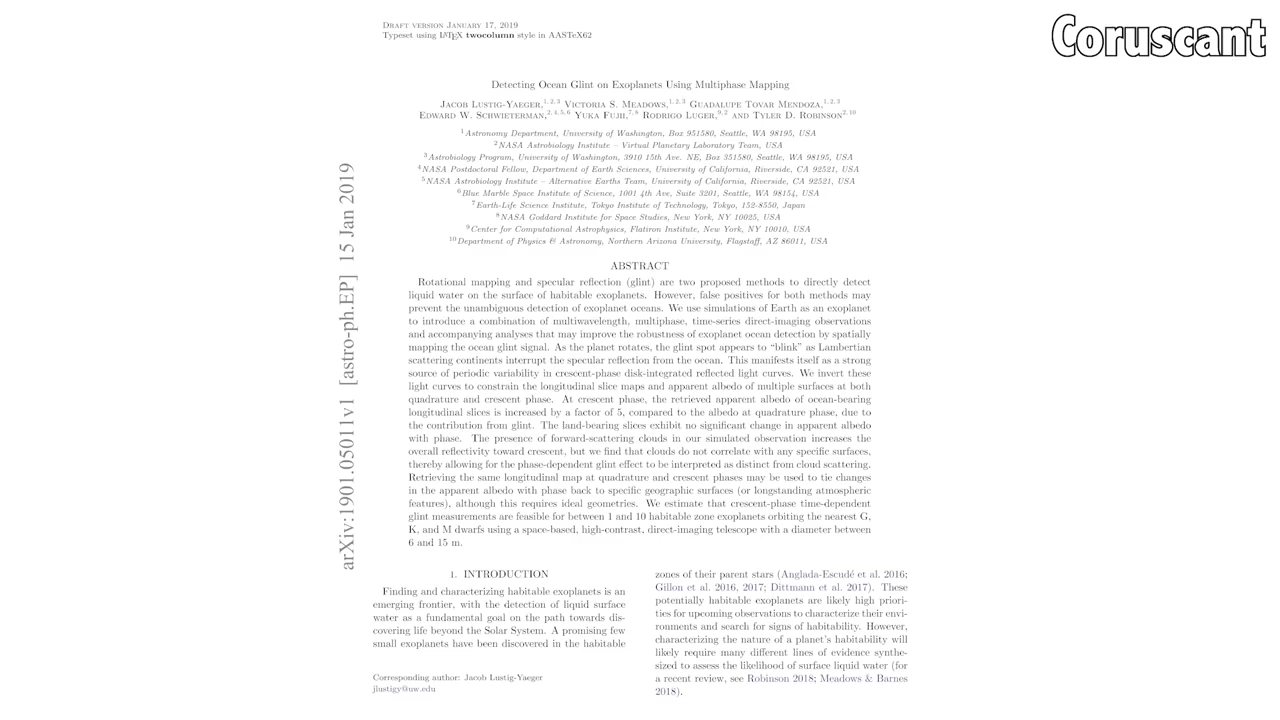 Draft version January 17, 2019
Typeset using LATEX twocolumn style in AASTeX62
Coruscant
Detecting Ocean Glint on Exoplanets Using Multiphase Mapping
Jacob Lustig-Yaeger,1,2,3 Victoria S. Meadows,1,2,3 Guadalupe Tovar Mendoza,1,2,3
Edward W. Schwieterman,2,4,5,6 Yuka Fujii,7,8 Rodrigo Luger,9,2 and Tyler D. Robinson2,10
1Astronomy Department, University of Washington, Box 951580, Seattle, WA 98195, USA
2NASA Astrobiology Institute – Virtual Planetary Laboratory Team, USA
3Astrobiology Program, University of Washington, 3910 15th Ave. NE, Box 351580, Seattle, WA 98195, USA
4NASA Postdoctoral Fellow, Department of Earth Sciences, University of California, Riverside, CA 92521, USA
5NASA Astrobiology Institute – Alternative Earths Team, University of California, Riverside, CA 92521, USA
6Blue Marble Space Institute of Science, 1001 4th Ave, Suite 3201, Seattle, WA 98154, USA
7Earth-Life Science Institute, Tokyo Institute of Technology, Tokyo, 152-8550, Japan
8NASA Goddard Institute for Space Studies, New York, NY 10025, USA
9Center for Computational Astrophysics, Flatiron Institute, New York, NY 10010, USA
10Department of Physics & Astronomy, Northern Arizona University, Flagstaff, AZ 86011, USA
arXiv:1901.05011v1 [astro-ph.EP] 15 Jan 2019
ABSTRACT
Rotational mapping and specular reflection (glint) are two proposed methods to directly detect
liquid water on the surface of habitable exoplanets. However, false positives for both methods may
prevent the unambiguous detection of exoplanet oceans. We use simulations of Earth as an exoplanet
to introduce a combination of multiwavelength, multiphase, time-series direct-imaging observations
and accompanying analyses that may improve the robustness of exoplanet ocean detection by spatially
mapping the ocean glint signal. As the planet rotates, the glint spot appears to “blink” as Lambertian
scattering continents interrupt the specular reflection from the ocean. This manifests itself as a strong
source of periodic variability in crescent-phase disk-integrated reflected light curves. We invert these
light curves to constrain the longitudinal slice maps and apparent albedo of multiple surfaces at both
quadrature and crescent phase. At crescent phase, the retrieved apparent albedo of ocean-bearing
longitudinal slices is increased by a factor of 5, compared to the albedo at quadrature phase, due to
the contribution from glint. The land-bearing slices exhibit no significant change in apparent albedo
with phase. The presence of forward-scattering clouds in our simulated observation increases the
overall reflectivity toward crescent, but we find that clouds do not correlate with any specific surfaces,
thereby allowing for the phase-dependent glint effect to be interpreted as distinct from cloud scattering.
Retrieving the same longitudinal map at quadrature and crescent phases may be used to tie changes
in the apparent albedo with phase back to specific geographic surfaces (or longstanding atmospheric
features), although this requires ideal geometries. We estimate that crescent-phase time-dependent
glint measurements are feasible for between 1 and 10 habitable zone exoplanets orbiting the nearest G,
K, and M dwarfs using a space-based, high-contrast, direct-imaging telescope with a diameter between
6 and 15 m.
1. INTRODUCTION
Finding and characterizing habitable exoplanets is an
emerging frontier, with the detection of liquid surface
water as a fundamental goal on the path towards dis-
covering life beyond the Solar System. A promising few
small exoplanets have been discovered in the habitable
Corresponding author: Jacob Lustig-Yaeger
jlustigy@uw.edu
zones of their parent stars (Anglada-Escudé et al. 2016;
Gillon et al. 2016, 2017; Dittmann et al. 2017). These
potentially habitable exoplanets are likely high priori-
ties for upcoming observations to characterize their envi-
ronments and search for signs of habitability. However,
characterizing the nature of a planet’s habitability will
likely require many different lines of evidence synthe-
sized to assess the likelihood of surface liquid water (for
a recent review, see Robinson 2018; Meadows & Barnes
2018).